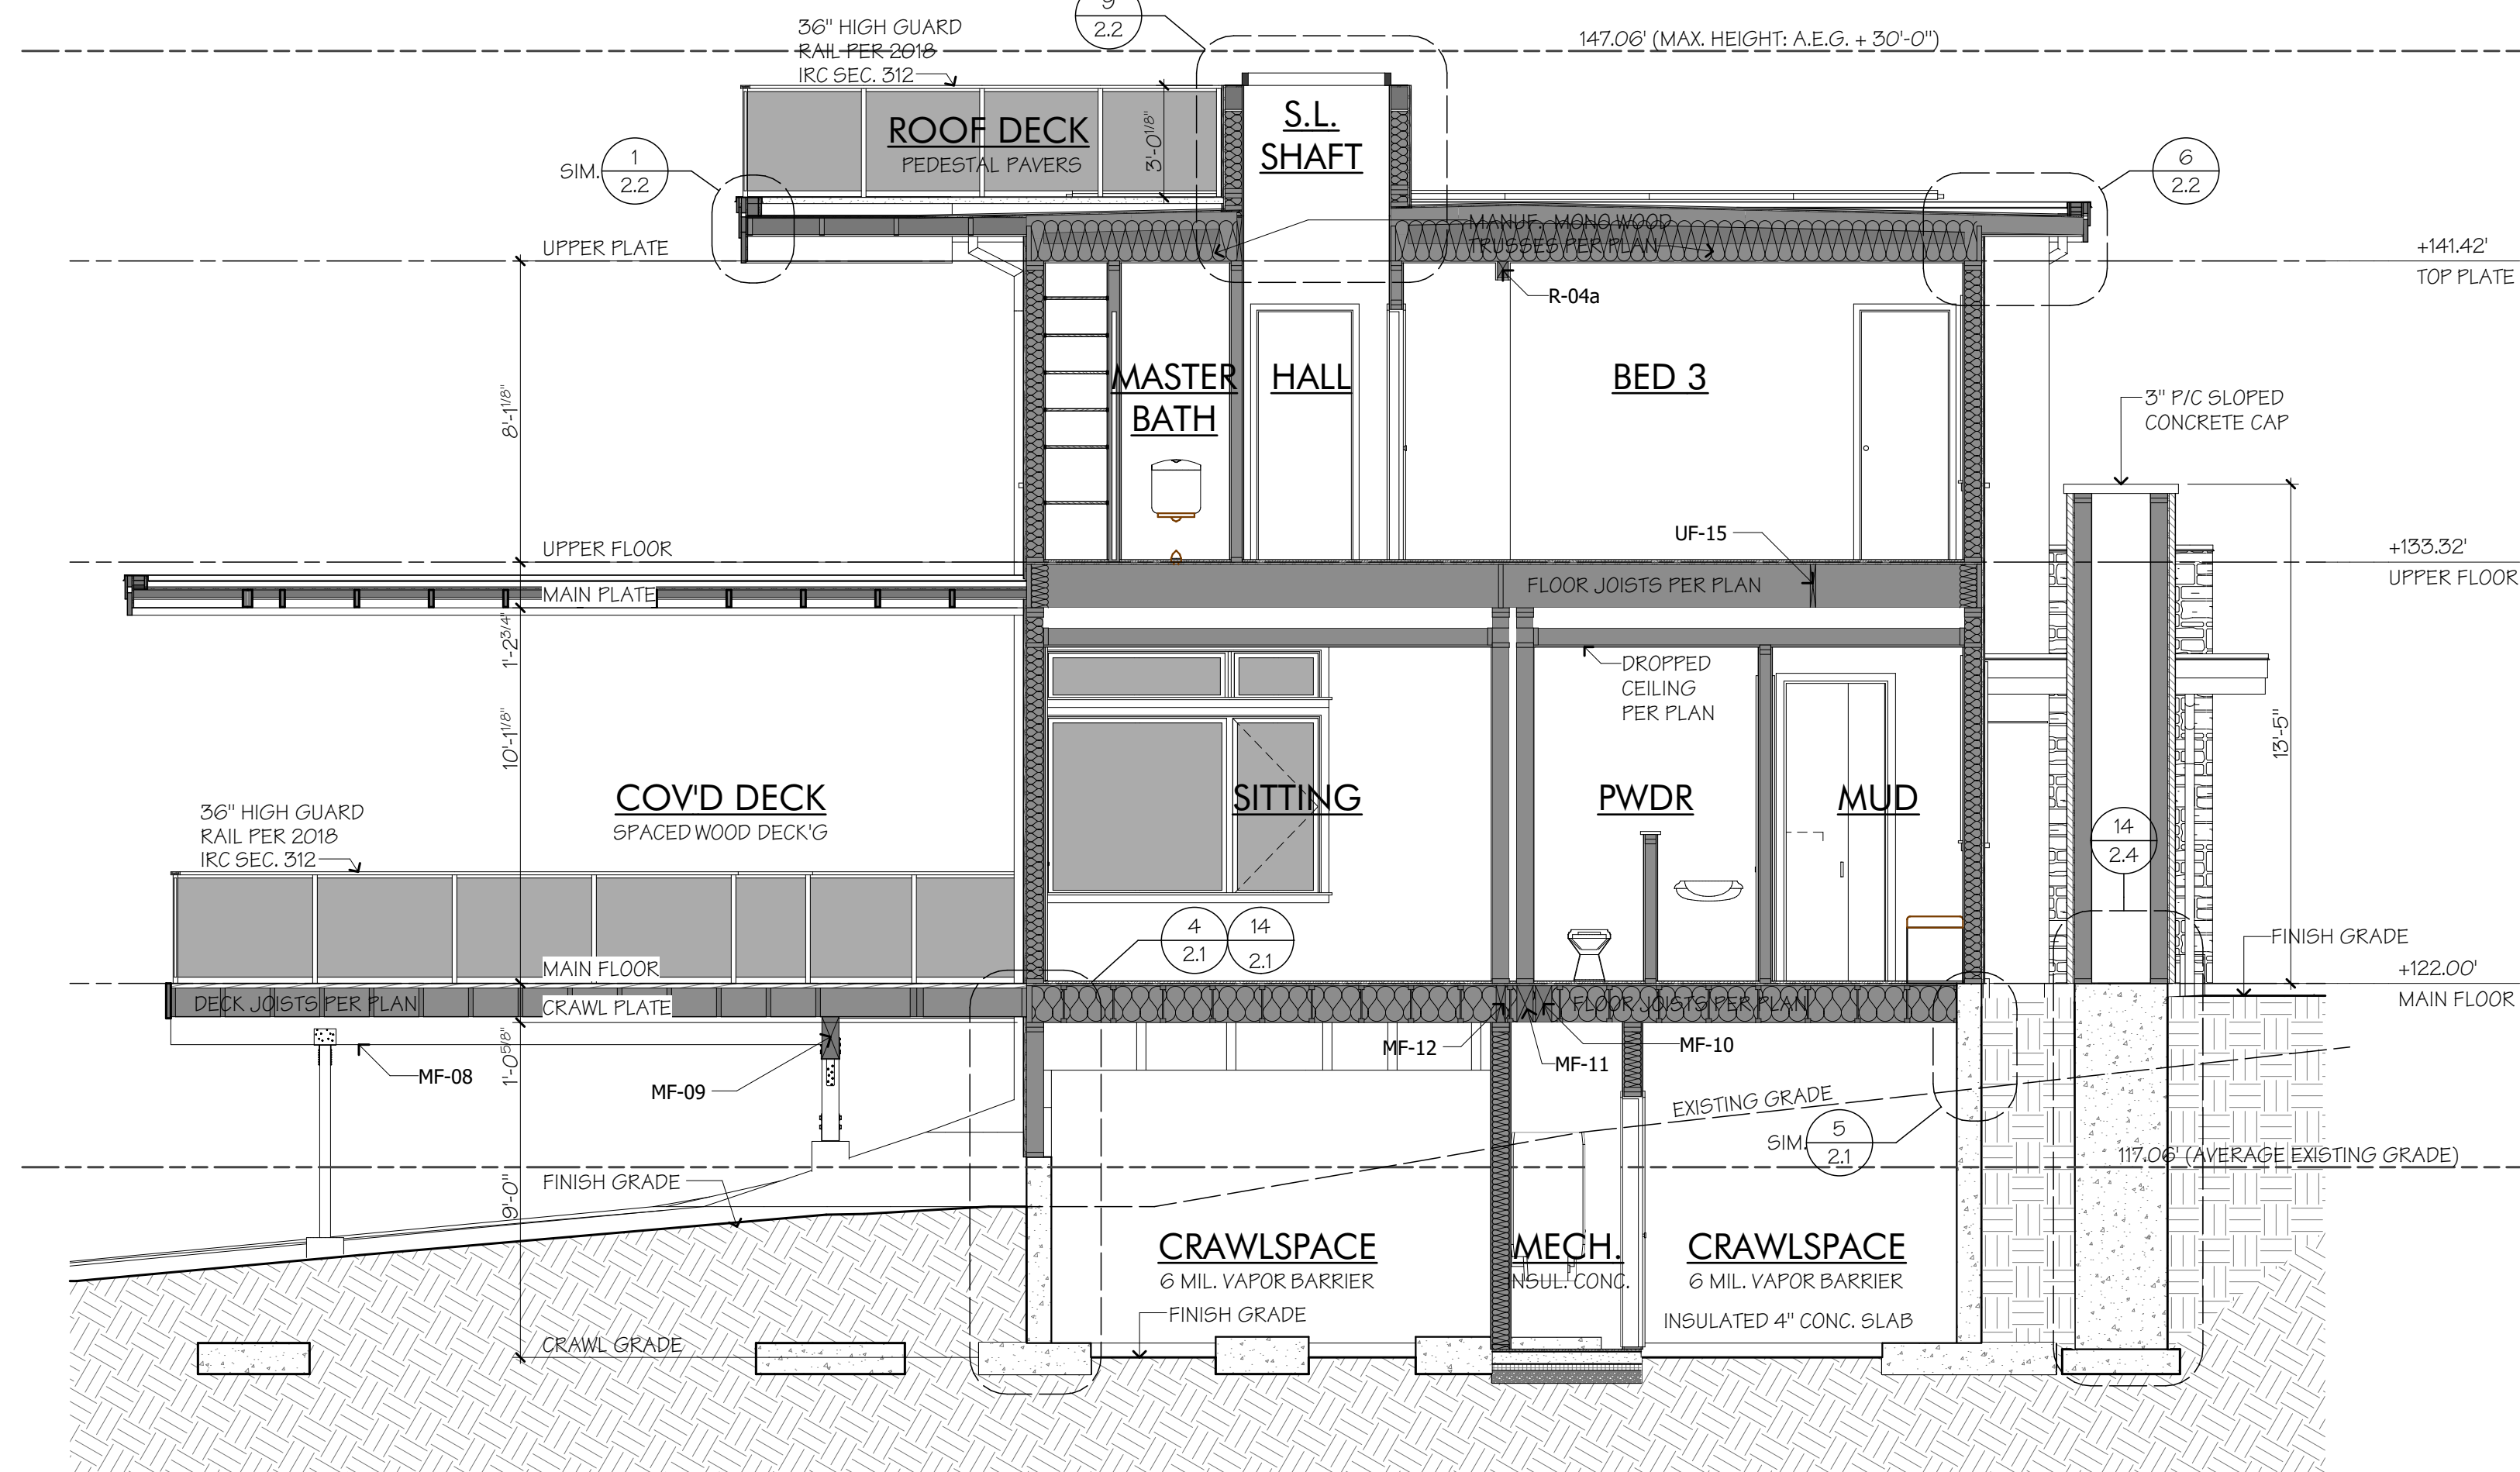 9
2.2
36" HIGH GUARD
RAIL PER 2018
IRC SEC. 312
147.06' (MAX. HEIGHT: A.E.G. + 30'-0")
ROOF DECK
PEDESTAL PAVERS
3'-0 1/8"
S.L.
SHAFT
SIM.
1
2.2
6
2.2
MANUF. MONO WOOD
TRUSSES PER PLAN
UPPER PLATE
+141.42'
TOP PLATE
R-04a
8'-1 1/8"
MASTER
BATH
HALL
BED 3
3" P/C SLOPED
CONCRETE CAP
UF-15
UPPER FLOOR
+133.32'
UPPER FLOOR
MAIN PLATE
FLOOR JOISTS PER PLAN
1'-2 3/4"
DROPPED
CEILING
PER PLAN
10'-1 1/8"
13'-5"
COV'D DECK
SPACED WOOD DECK'G
SITTING
PWDR
MUD
36" HIGH GUARD
RAIL PER 2018
IRC SEC. 312
14
2.4
4
2.1
14
2.1
FINISH GRADE
MAIN FLOOR
+122.00'
MAIN FLOOR
DECK JOISTS PER PLAN
CRAWL PLATE
FLOOR JOISTS PER PLAN
1'-0 5/8"
MF-08
MF-09
MF-12
MF-11
MF-10
EXISTING GRADE
SIM.
5
2.1
117.06' (AVERAGE EXISTING GRADE)
9'-0"
FINISH GRADE
CRAWLSPACE
6 MIL. VAPOR BARRIER
MECH.
INSUL. CONC.
CRAWLSPACE
6 MIL. VAPOR BARRIER
FINISH GRADE
INSULATED 4" CONC. SLAB
CRAWL GRADE